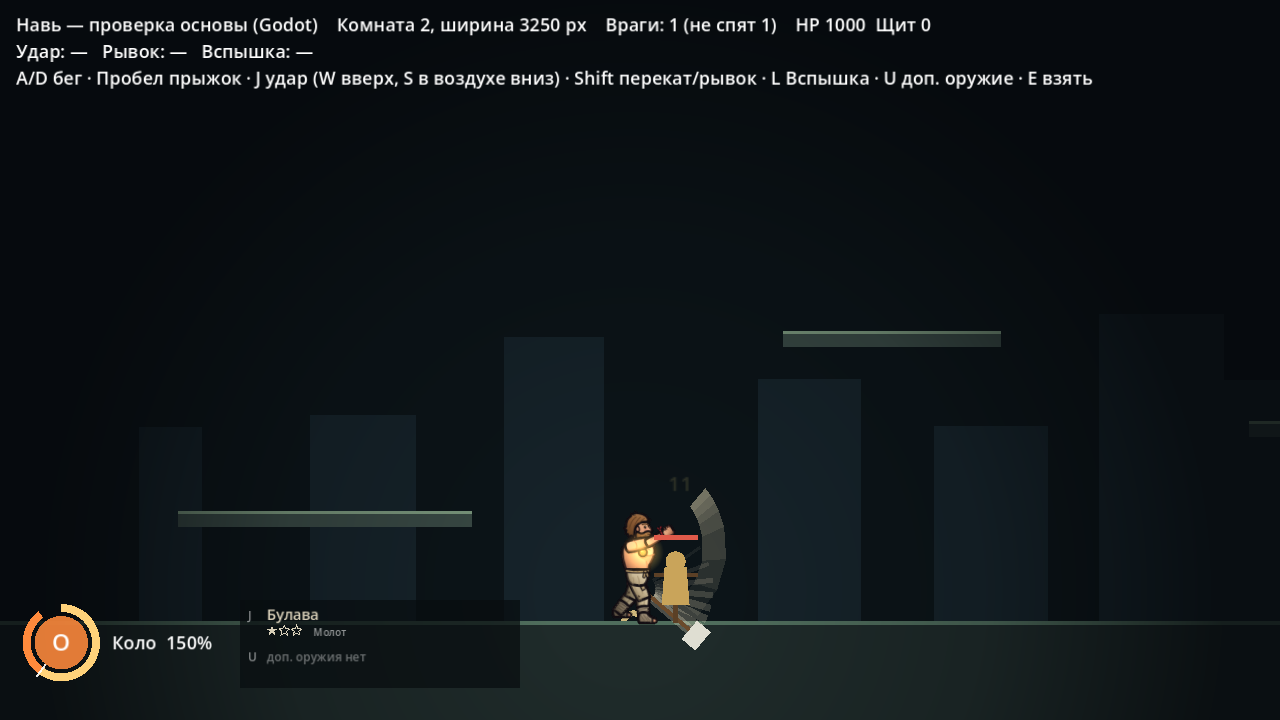 Навь — проверка основы (Godot) Комната 2, ширина 3250 px Враги: 1 (не спят 1) HP 1000 Щит 0
Удар: — Рывок: — Вспышка: —
A/D бег · Пробел прыжок · J удар (W вверх, S в воздухе вниз) · Shift перекат/рывок · L Вспышка · U доп. оружие · E взять
11
J Булава
★☆☆ Молот
О Коло 150%
U доп. оружия нет